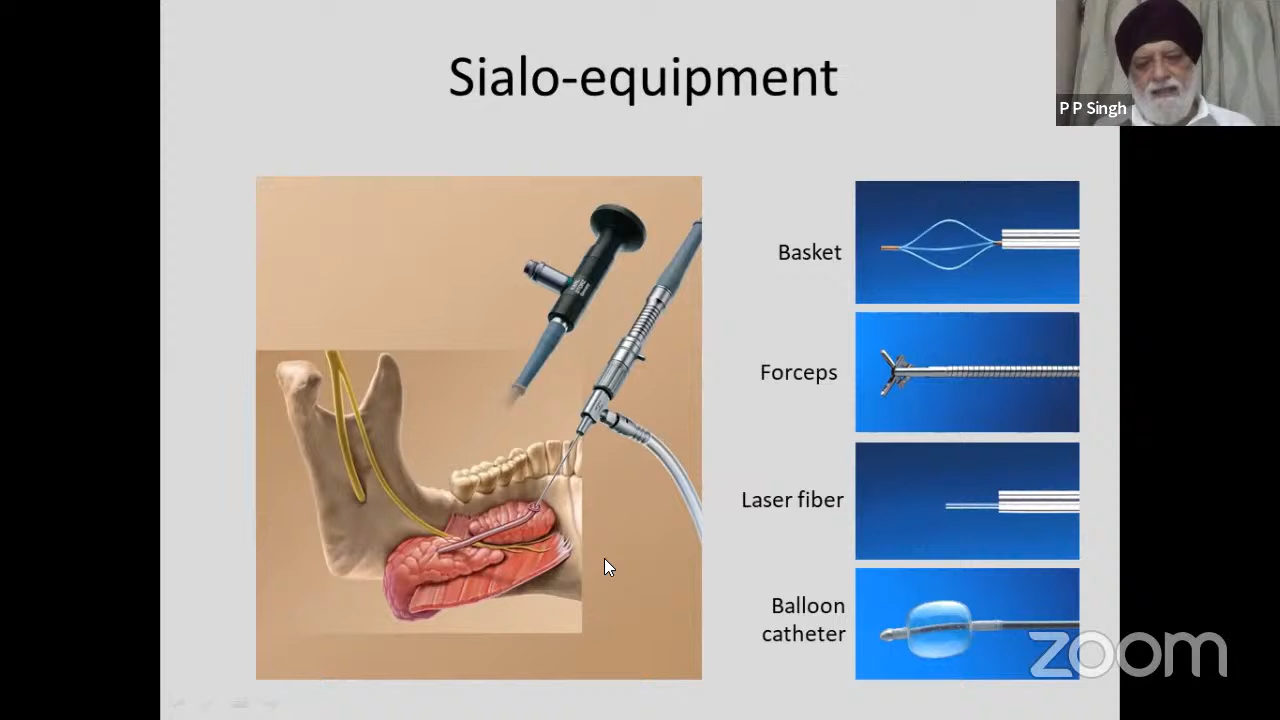 Sialo-equipment
P P Singh
Basket
Forceps
Laser fiber
Balloon
catheter
zoom